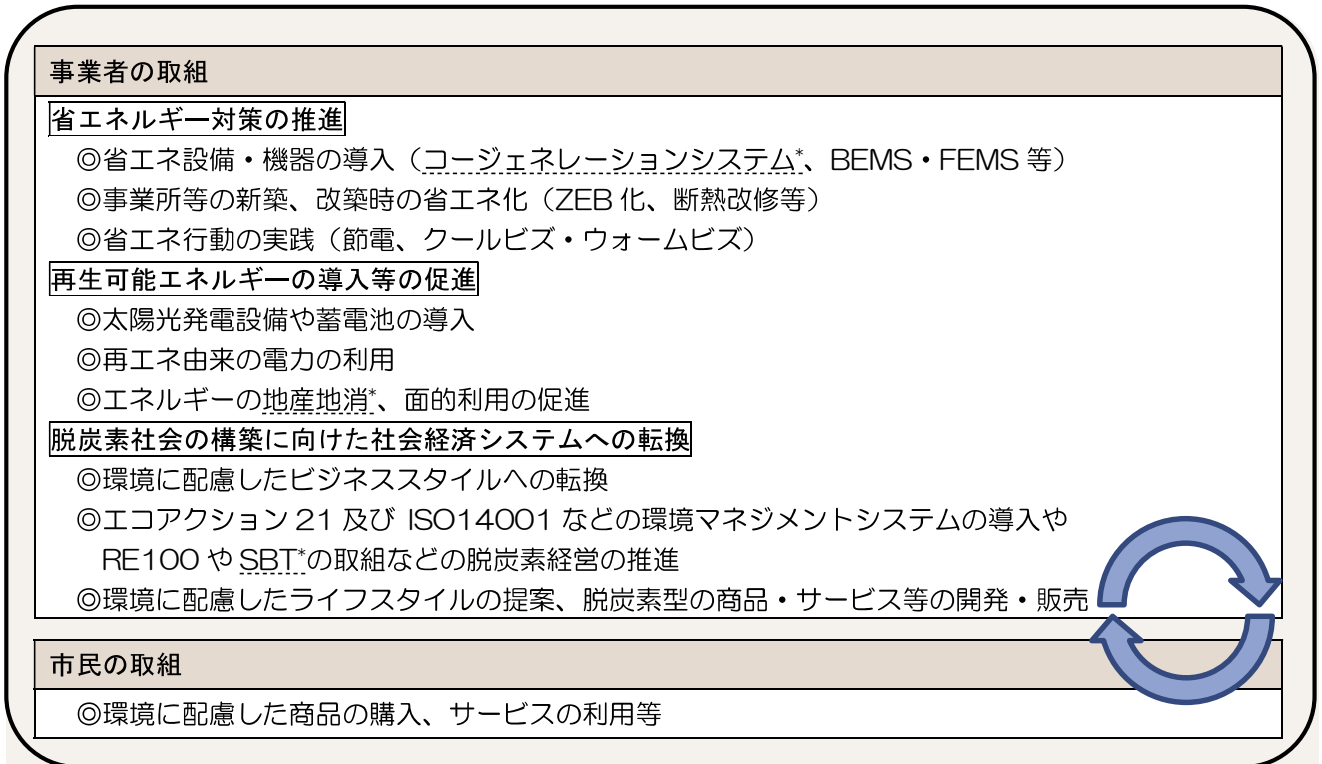 事業者の取組
省エネルギー対策の推進
◎省エネ設備・機器の導入（コージェネレーションシステム*、BEMS・FEMS 等）
◎事業所等の新築、改築時の省エネ化（ZEB 化、断熱改修等）
◎省エネ行動の実践（節電、クールビズ・ウォームビズ）
再生可能エネルギーの導入等の促進
◎太陽光発電設備や蓄電池の導入
◎再エネ由来の電力の利用
◎エネルギーの地産地消*、面的利用の促進
脱炭素社会の構築に向けた社会経済システムへの転換
◎環境に配慮したビジネススタイルへの転換
◎エコアクション 21 及び ISO14001 などの環境マネジメントシステムの導入や
RE100 や SBT*の取組などの脱炭素経営の推進
◎環境に配慮したライフスタイルの提案、脱炭素型の商品・サービス等の開発・販売
市民の取組
◎環境に配慮した商品の購入、サービスの利用等